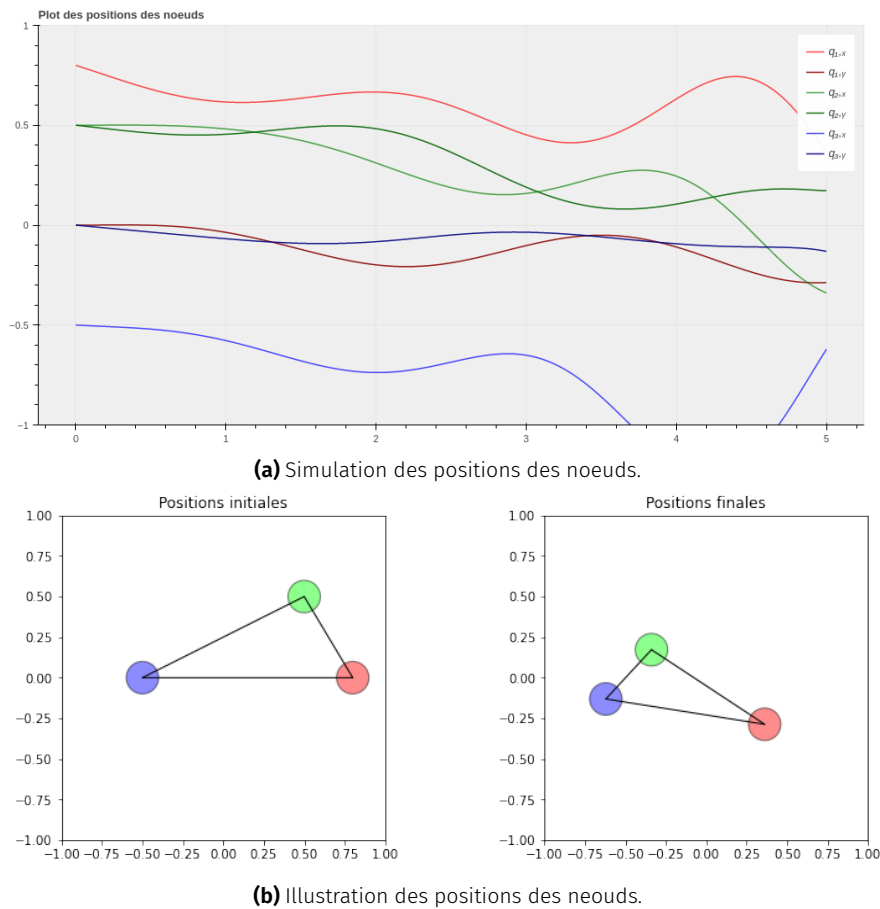 Plot des positions des noeuds
1
0.5
0
−0.5
−1
q₁,x
q₁,y
q₂,x
q₂,y
q₃,x
q₃,y
0 1 2 3 4 5
(a) Simulation des positions des noeuds.
Positions initiales
1.00
0.75
0.50
0.25
0.00
−0.25
−0.50
−0.75
−1.00
−1.00 −0.75 −0.50 −0.25 0.00 0.25 0.50 0.75 1.00
Positions finales
1.00
0.75
0.50
0.25
0.00
−0.25
−0.50
−0.75
−1.00
−1.00 −0.75 −0.50 −0.25 0.00 0.25 0.50 0.75 1.00
(b) Illustration des positions des neouds.